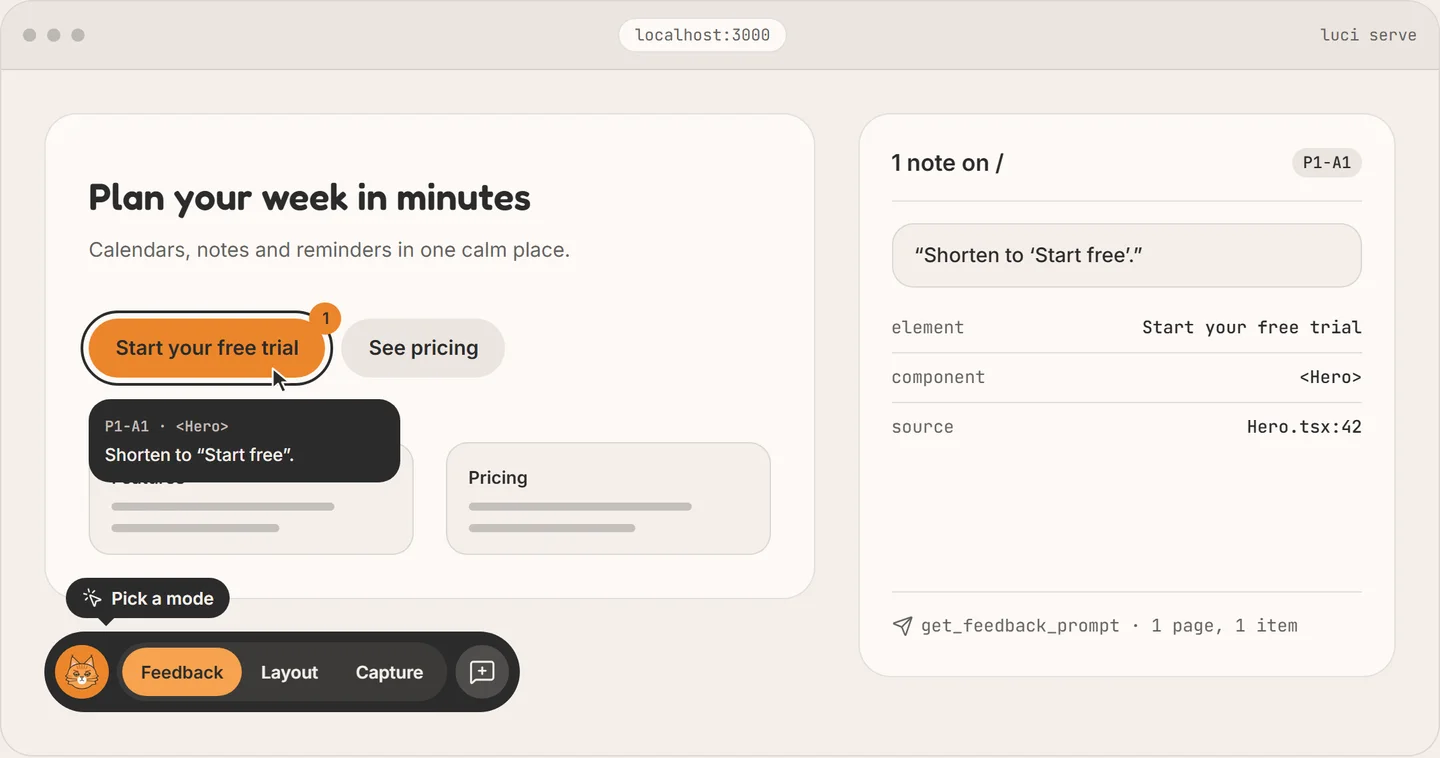 localhost:3000
luci serve
Plan your week in minutes
Calendars, notes and reminders in one calm place.
Start your free trial
1
See pricing
P1-A1 · <Hero>
Shorten to “Start free”.
Pricing
Pick a mode
Feedback
Layout
Capture
1 note on /
P1-A1
“Shorten to ‘Start free’.”
element
Start your free trial
component
<Hero>
source
Hero.tsx:42
get_feedback_prompt · 1 page, 1 item